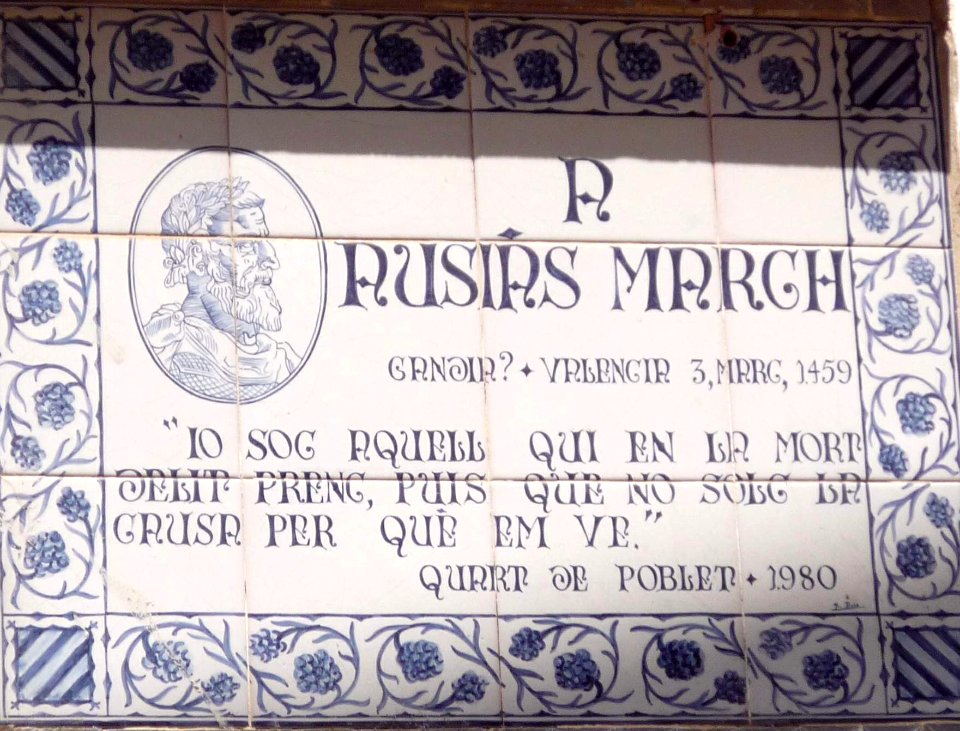 A
AUSIÀS MARCH
GANDIA? ✦ VALENCIA 3, MARÇ, 1459
"IO SOC AQUELL QUI EN LA MORT
DELIT PRENC, PUIS QUE NO SOLC LA
CAUSA PER QUÈ EM VE."
QUART DE POBLET ✦ 1980